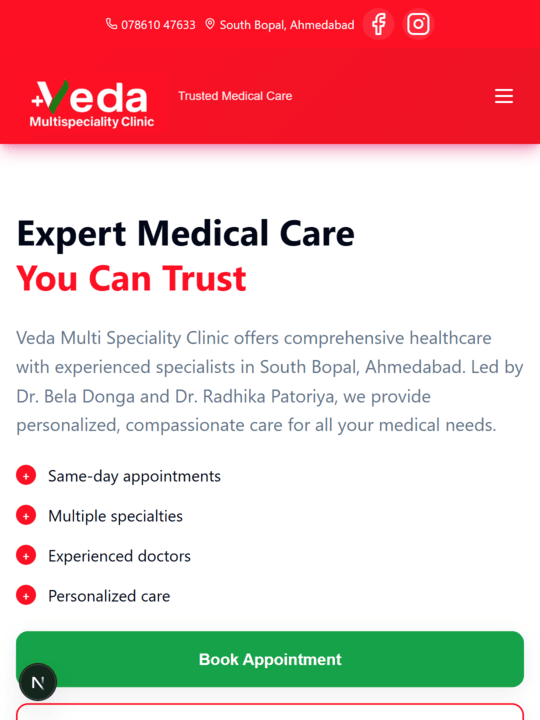 078610 47633 South Bopal, Ahmedabad
Veda
Multispeciality Clinic
Trusted Medical Care
Expert Medical Care
You Can Trust
Veda Multi Speciality Clinic offers comprehensive healthcare
with experienced specialists in South Bopal, Ahmedabad. Led by
Dr. Bela Donga and Dr. Radhika Patoriya, we provide
personalized, compassionate care for all your medical needs.
Same-day appointments
Multiple specialties
Experienced doctors
Personalized care
Book Appointment
N